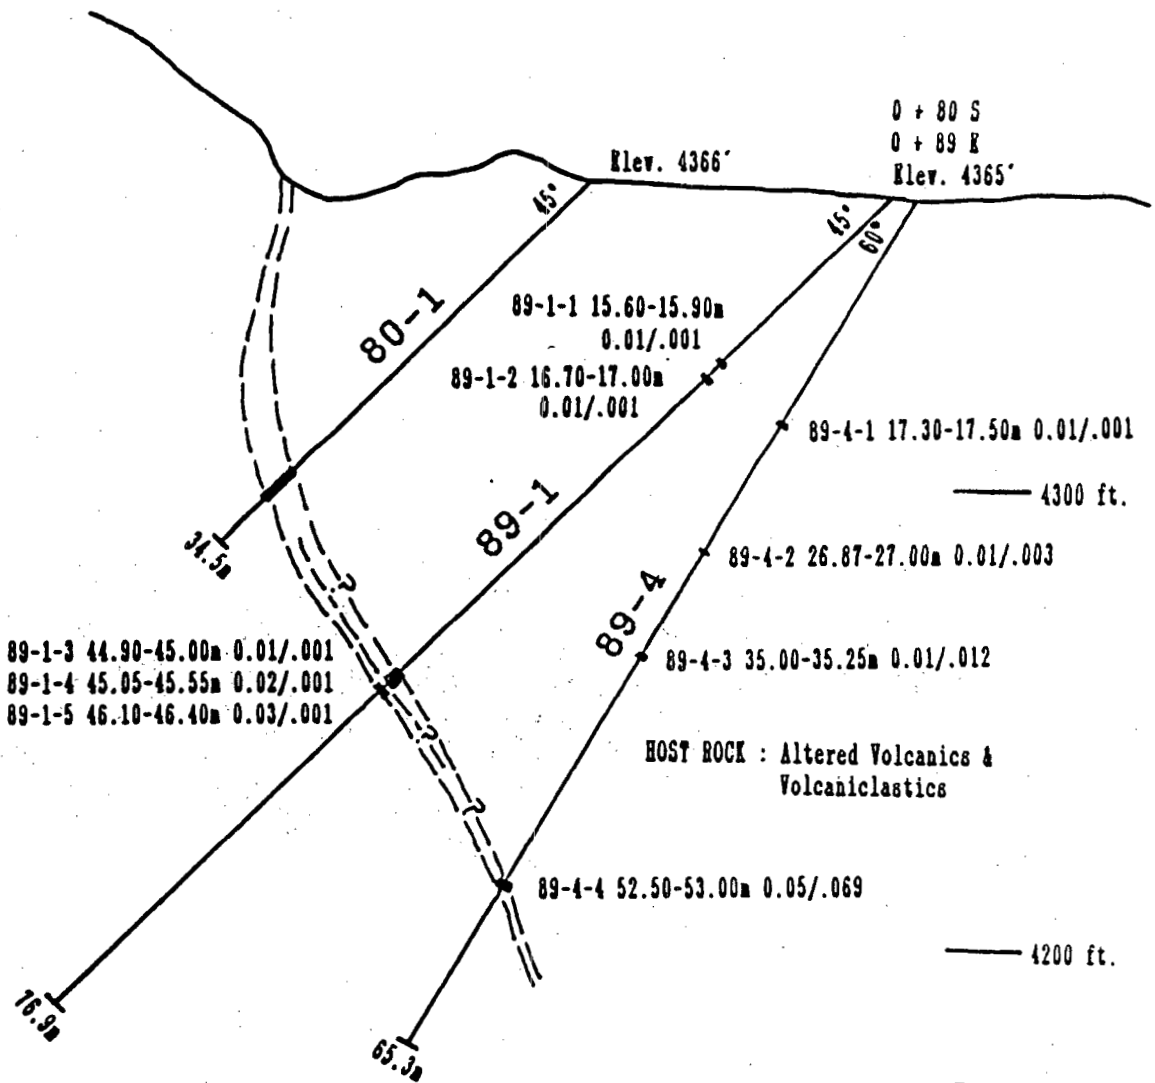 0 + 80 S
0 + 89 E
Elev. 4366'
Elev. 4365'
45°
45°
60°
80-1
89-1-1 15.60-15.90m
0.01/.001
89-1-2 16.70-17.00m
0.01/.001
89-4-1 17.30-17.50m 0.01/.001
4300 ft.
89-1
34.5m
89-4-2 26.87-27.00m 0.01/.003
?
89-4
89-4-3 35.00-35.25m 0.01/.012
89-1-3 44.90-45.00m 0.01/.001
89-1-4 45.05-45.55m 0.02/.001
89-1-5 46.10-46.40m 0.03/.001
?
HOST ROCK : Altered Volcanics &
Volcaniclastics
?
89-4-4 52.50-53.00m 0.05/.069
4200 ft.
76.9m
65.3m